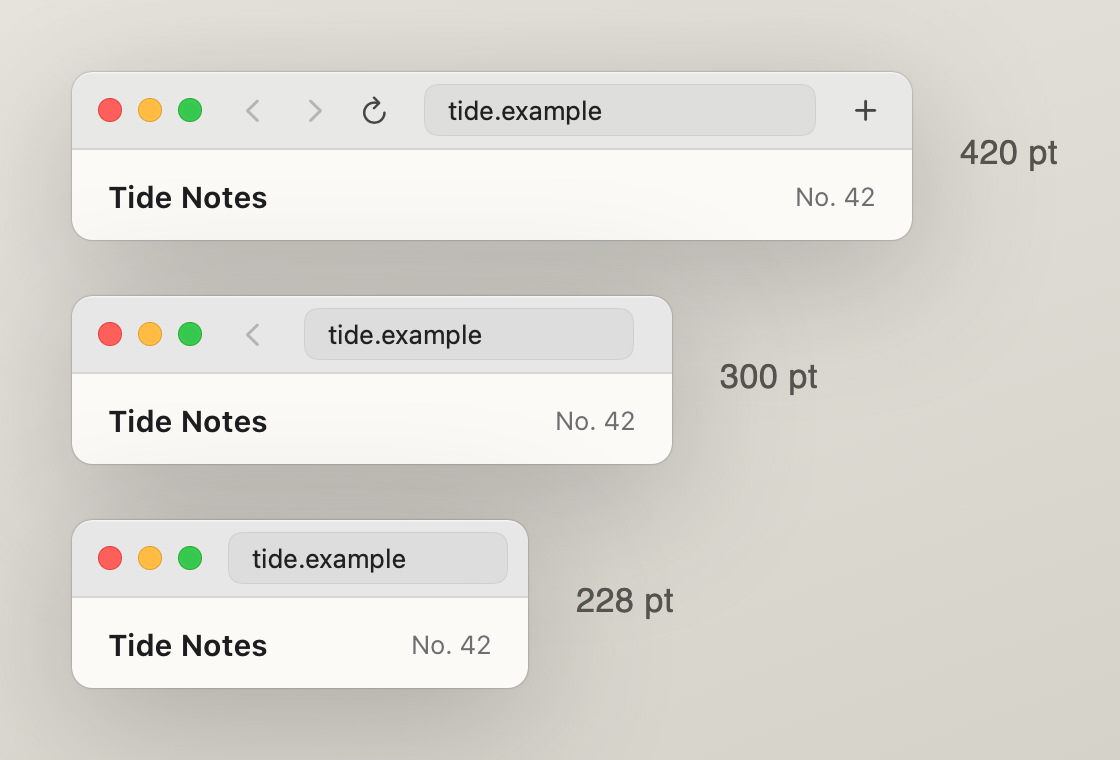 tide.example
Tide Notes
No. 42
420 pt
tide.example
Tide Notes
No. 42
300 pt
tide.example
Tide Notes
No. 42
228 pt